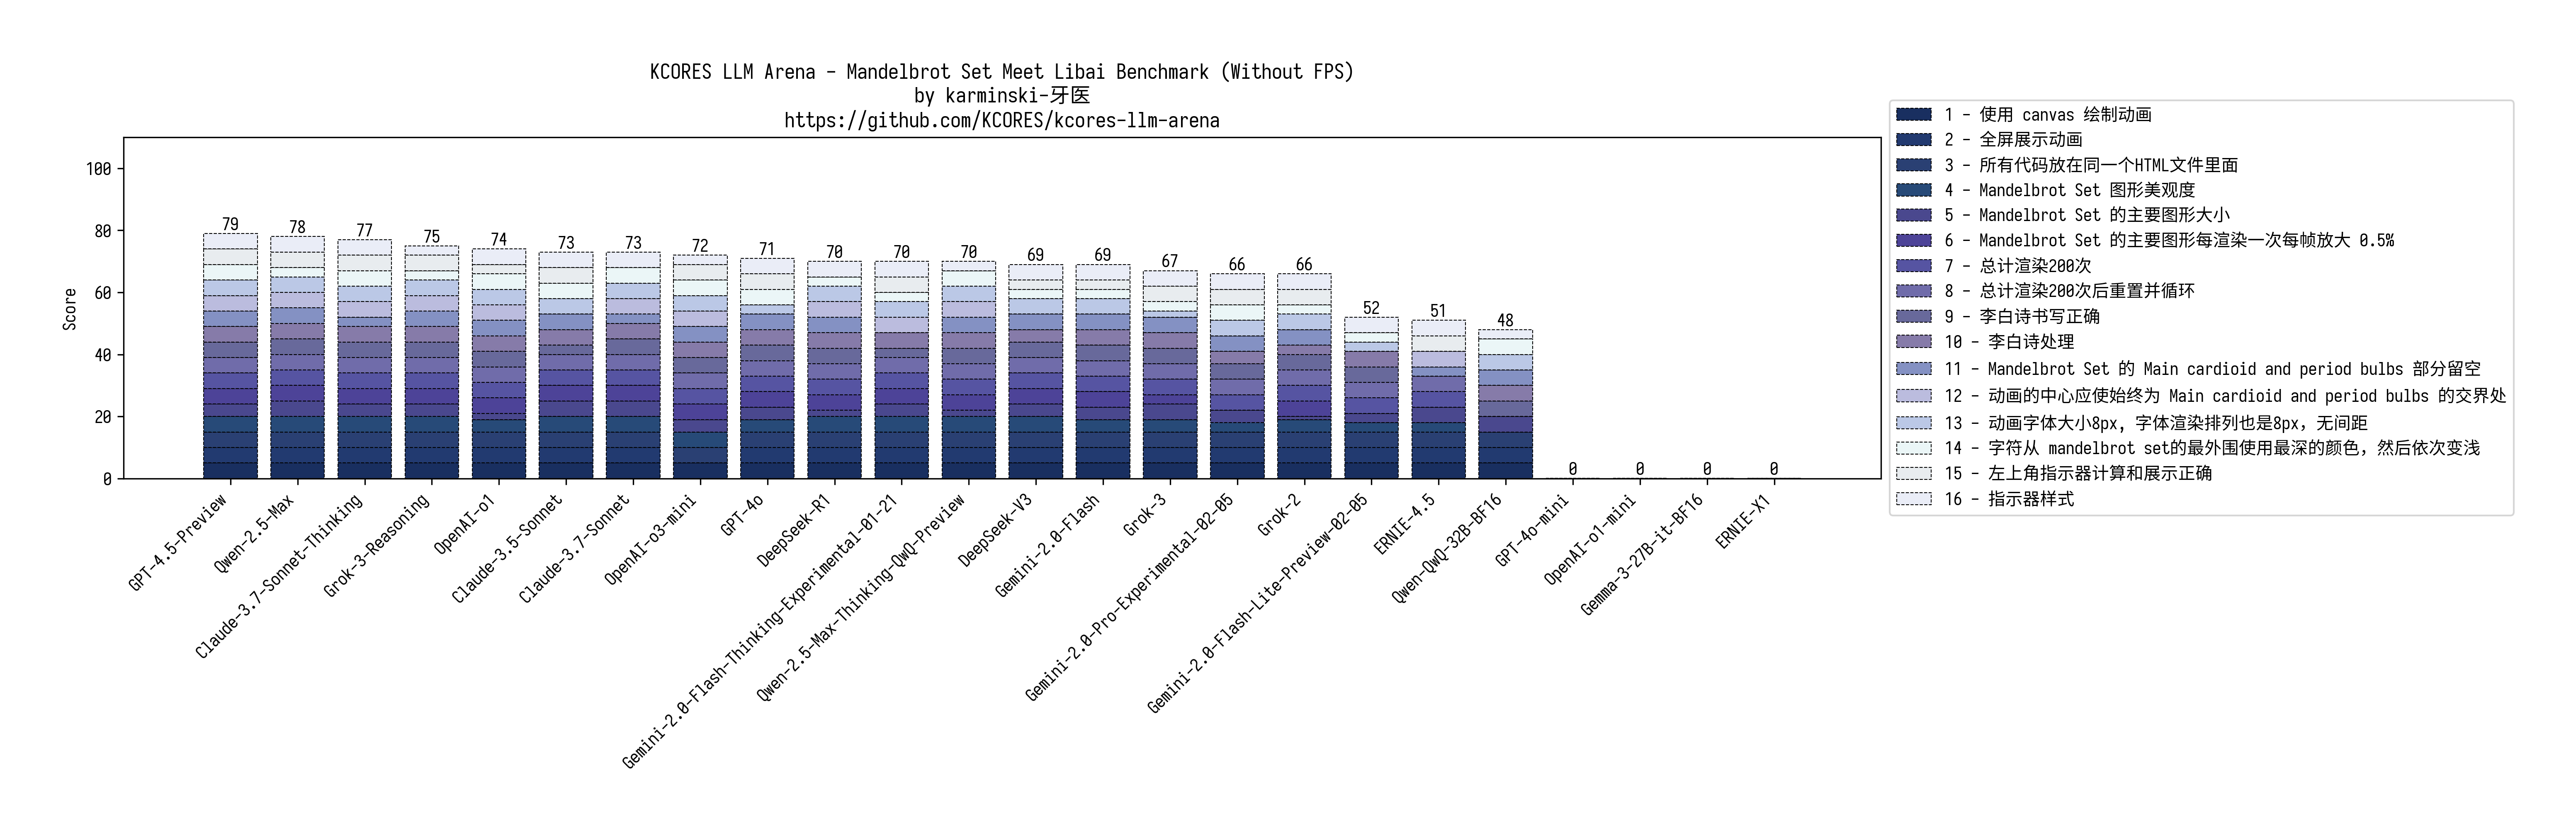 KCORES LLM Arena - Mandelbrot Set Meet Libai Benchmark (Without FPS)
by karminski-牙医
https://github.com/KCORES/kcores-llm-arena
Score
100
80
60
40
20
0
79
78
77
75
74
73
73
72
71
70
70
70
69
69
67
66
66
52
51
48
0
0
0
0
GPT-4.5-Preview
Qwen-2.5-Max
Claude-3.7-Sonnet-Thinking
Grok-3-Reasoning
OpenAI-o1
Claude-3.5-Sonnet
Claude-3.7-Sonnet
OpenAI-o3-mini
GPT-4o
DeepSeek-R1
Gemini-2.0-Flash-Thinking-Experimental-01-21
Qwen-2.5-Max-Thinking-QwQ-Preview
DeepSeek-V3
Gemini-2.0-Flash
Grok-3
Gemini-2.0-Pro-Experimental-02-05
Grok-2
Gemini-2.0-Flash-Lite-Preview-02-05
ERNIE-4.5
Qwen-QwQ-32B-BF16
GPT-4o-mini
OpenAI-o1-mini
Gemma-3-27B-it-BF16
ERNIE-X1
1 - 使用 canvas 绘制动画
2 - 全屏展示动画
3 - 所有代码放在同一个HTML文件里面
4 - Mandelbrot Set 图形美观度
5 - Mandelbrot Set 的主要图形大小
6 - Mandelbrot Set 的主要图形每渲染一次每帧放大 0.5%
7 - 总计渲染200次
8 - 总计渲染200次后重置并循环
9 - 李白诗书写正确
10 - 李白诗处理
11 - Mandelbrot Set 的 Main cardioid and period bulbs 部分留空
12 - 动画的中心应使始终为 Main cardioid and period bulbs 的交界处
13 - 动画字体大小8px, 字体渲染排列也是8px，无间距
14 - 字符从 mandelbrot set的最外围使用最深的颜色，然后依次变浅
15 - 左上角指示器计算和展示正确
16 - 指示器样式